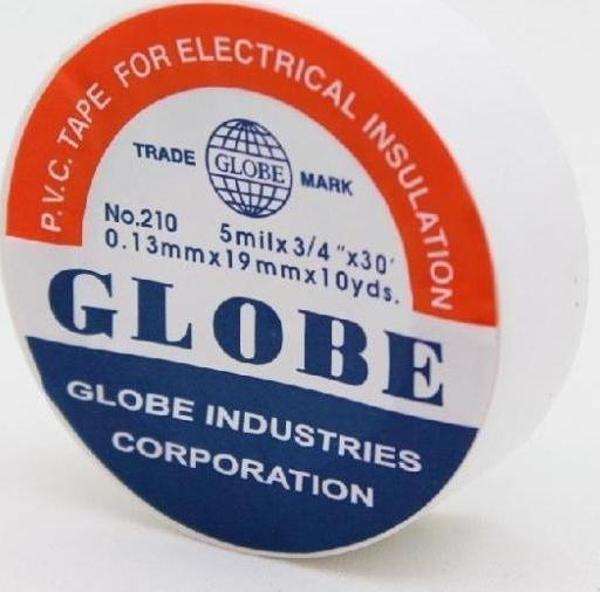 P.V.C. TAPE FOR ELECTRICAL INSULATION
TRADE GLOBE MARK
No.210 5milx3/4"x30'
0.13mmx19mmx10yds.
GLOBE
GLOBE INDUSTRIES
CORPORATION